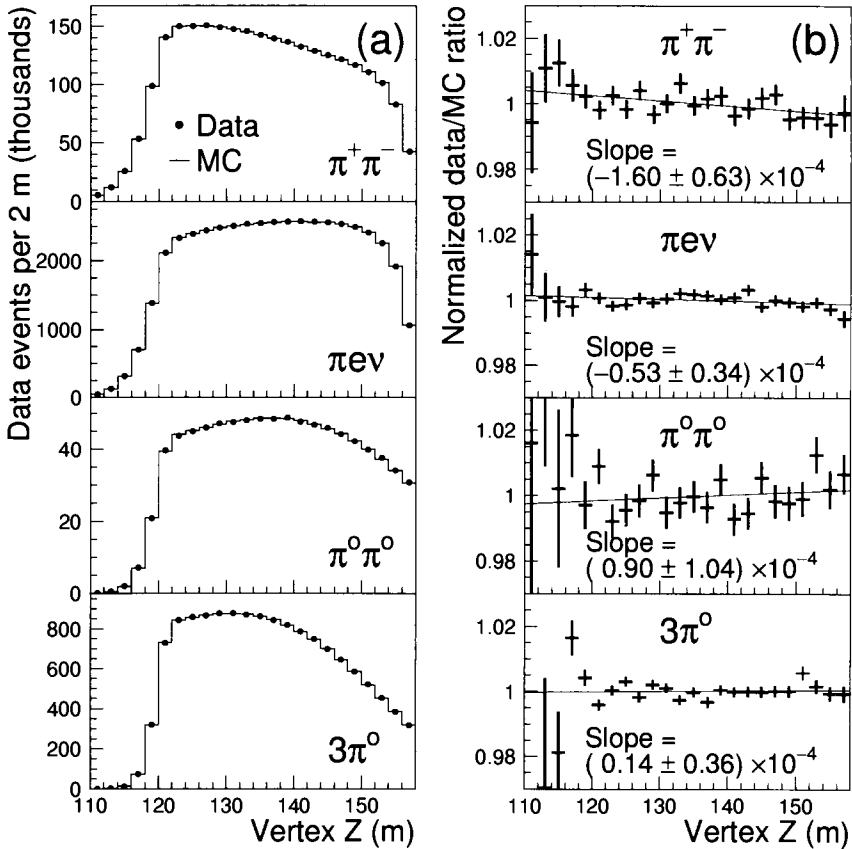 Data events per 2 m (thousands)
(a)
150
100
50
0
Data
MC
π⁺π⁻
2000
1000
0
πeν
40
20
0
π⁰π⁰
800
600
400
200
0
3π⁰
110 120 130 140 150
Vertex Z (m)
Normalized data/MC ratio
(b)
π⁺π⁻
1.02
1
0.98
Slope =
(−1.60 ± 0.63) ×10⁻⁴
πeν
1.02
1
0.98
Slope =
(−0.53 ± 0.34) ×10⁻⁴
π⁰π⁰
1.02
1
0.98
Slope =
( 0.90 ± 1.04) ×10⁻⁴
3π⁰
1.02
1
0.98
Slope =
( 0.14 ± 0.36) ×10⁻⁴
110 120 130 140 150
Vertex Z (m)